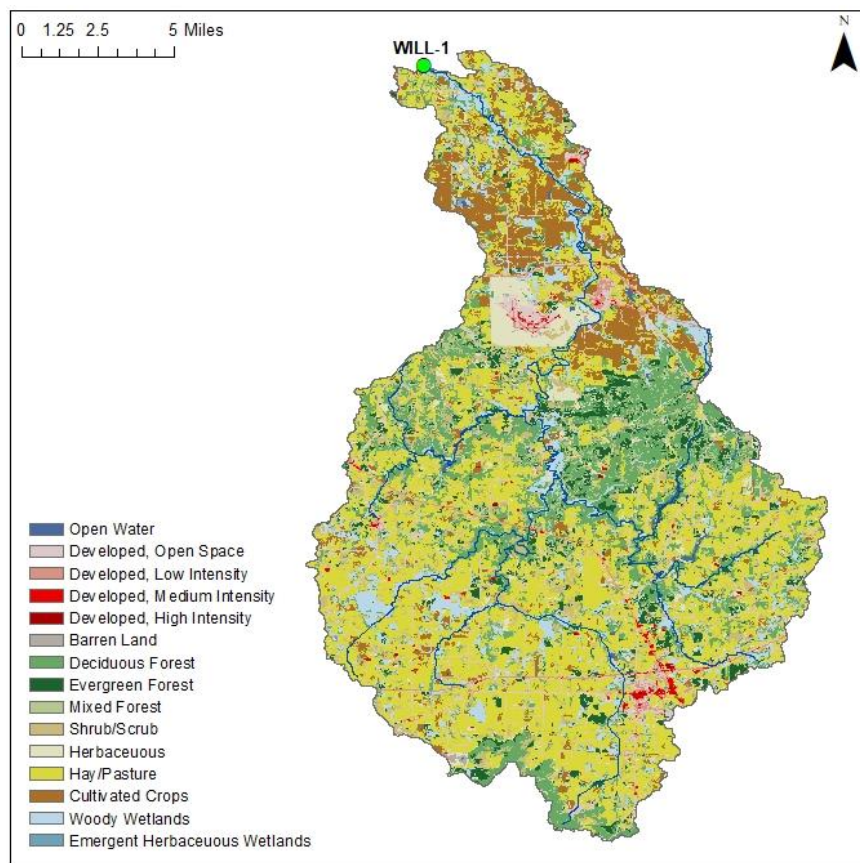 0 1.25 2.5 5 Miles
WILL-1
N
Open Water
Developed, Open Space
Developed, Low Intensity
Developed, Medium Intensity
Developed, High Intensity
Barren Land
Deciduous Forest
Evergreen Forest
Mixed Forest
Shrub/Scrub
Herbaceuous
Hay/Pasture
Cultivated Crops
Woody Wetlands
Emergent Herbaceuous Wetlands